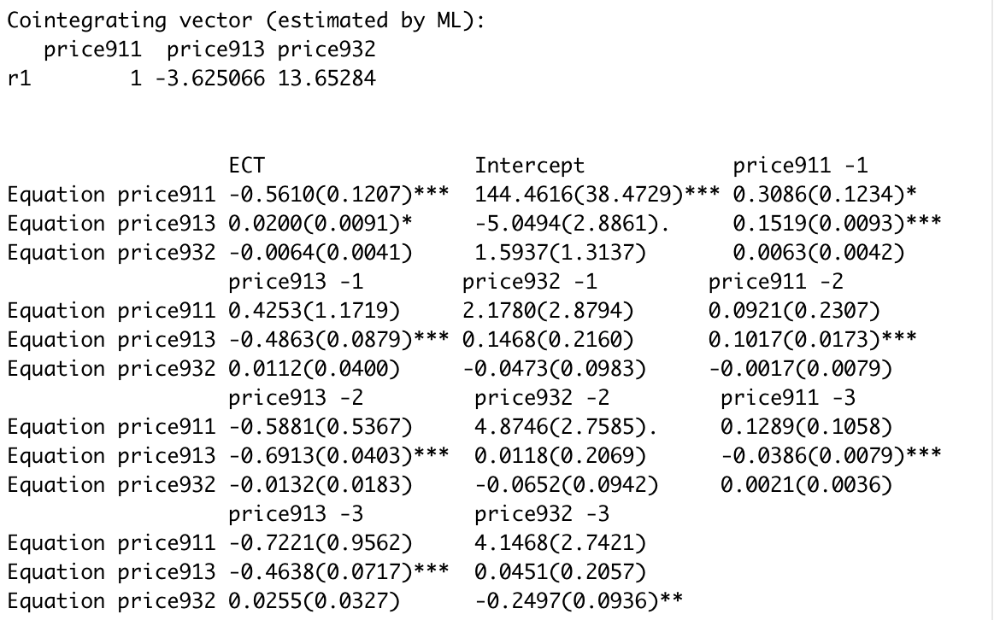 Cointegrating vector (estimated by ML):
   price911  price913 price932
r1        1 -3.625066 13.65284

                   ECT                Intercept             price911 -1
Equation price911 -0.5610(0.1207)***  144.4616(38.4729)*** 0.3086(0.1234)*
Equation price913 0.0200(0.0091)*     -5.0494(2.8861).     0.1519(0.0093)***
Equation price932 -0.0064(0.0041)     1.5937(1.3137)       0.0063(0.0042)
                   price913 -1        price932 -1          price911 -2
Equation price911 0.4253(1.1719)     2.1780(2.8794)       0.0921(0.2307)
Equation price913 -0.4863(0.0879)*** 0.1468(0.2160)       0.1017(0.0173)***
Equation price932 0.0112(0.0400)     -0.0473(0.0983)      -0.0017(0.0079)
                   price913 -2        price932 -2          price911 -3
Equation price911 -0.5881(0.5367)     4.8746(2.7585).     0.1289(0.1058)
Equation price913 -0.6913(0.0403)***  0.0118(0.2069)      -0.0386(0.0079)***
Equation price932 -0.0132(0.0183)     -0.0652(0.0942)     0.0021(0.0036)
                   price913 -3        price932 -3
Equation price911 -0.7221(0.9562)     4.1468(2.7421)
Equation price913 -0.4638(0.0717)***  0.0451(0.2057)
Equation price932 0.0255(0.0327)      -0.2497(0.0936)**